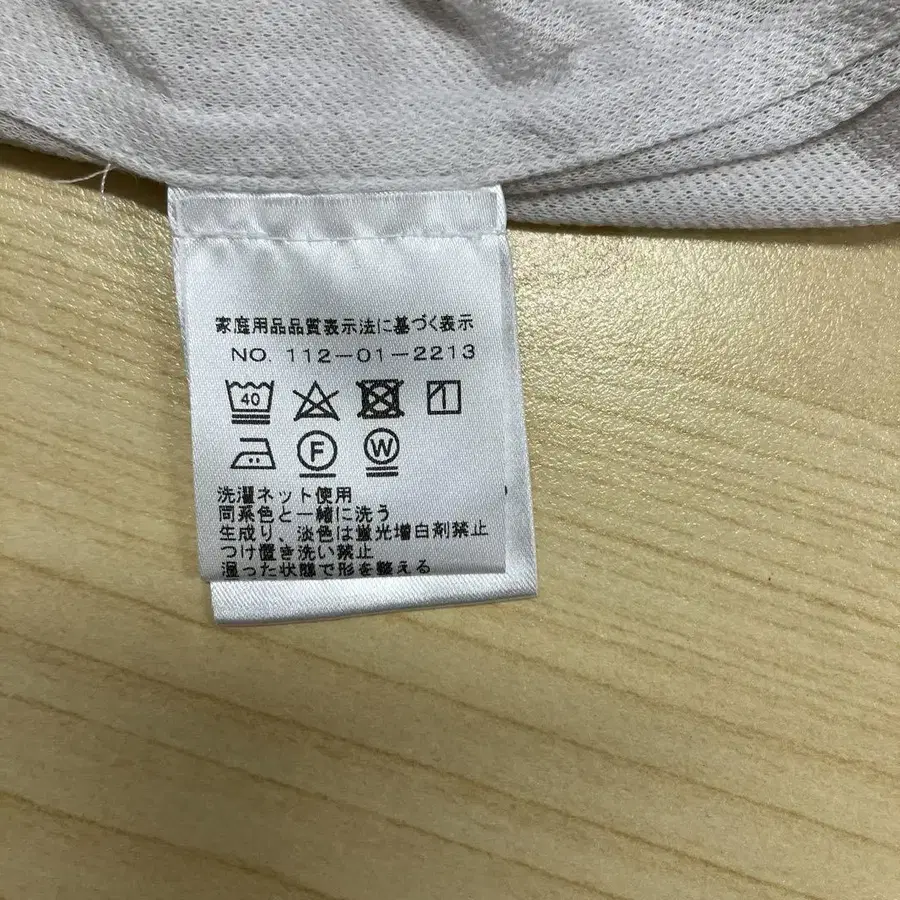 家庭用品品質表示法に基づく表示
NO. 112-01-2213
40
F W
洗濯ネット使用
同系色と一緒に洗う
生成り、淡色は蛍光増白剤禁止
つけ置き洗い禁止
湿った状態で形を整える